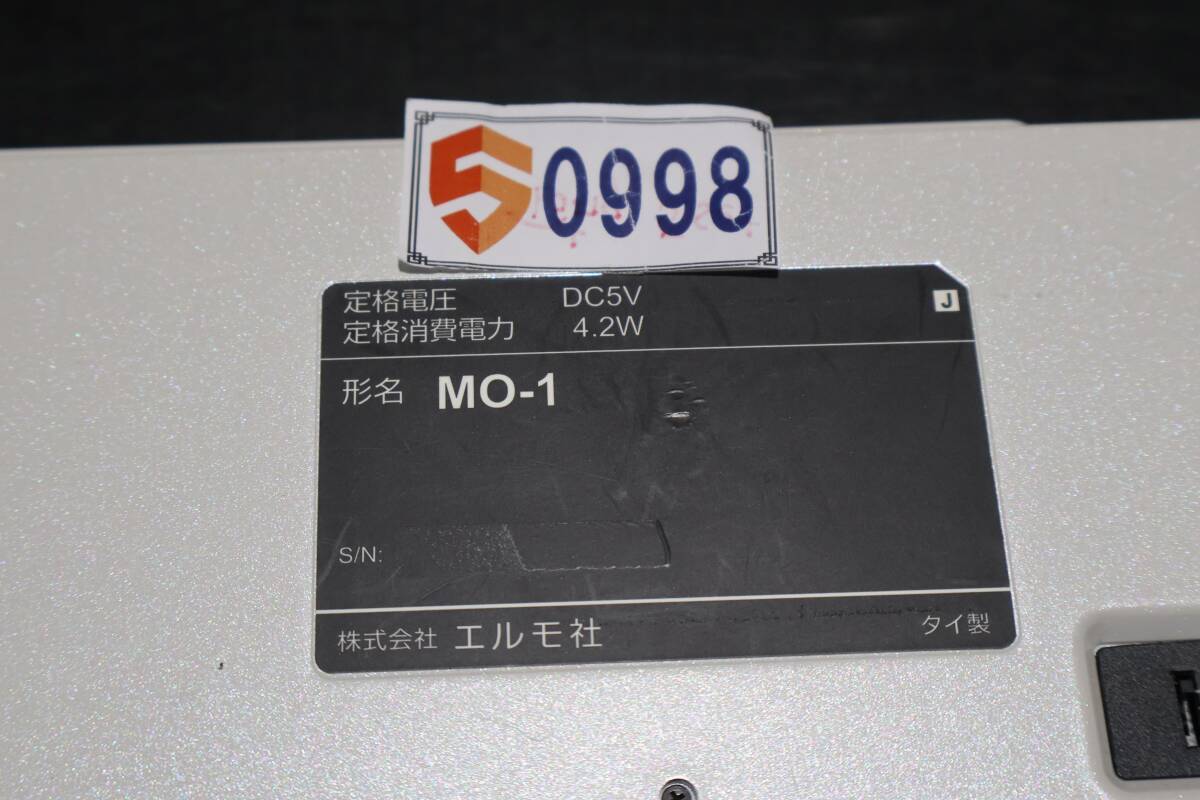 0998
定格電圧 DC5V
J
定格消費電力 4.2W
形名 MO-1
S/N:
株式会社 エルモ社
タイ製